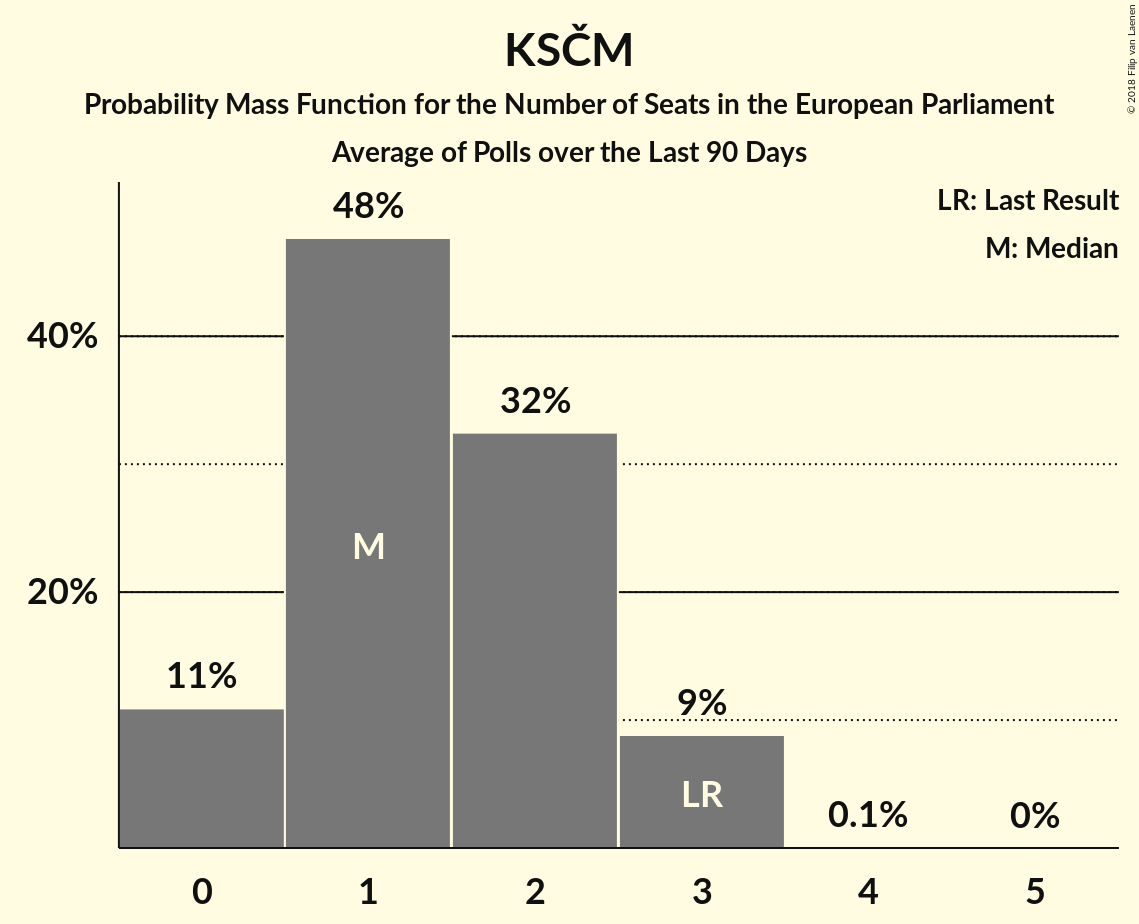 KSČM
Probability Mass Function for the Number of Seats in the European Parliament
Average of Polls over the Last 90 Days
© 2018 Filip van Laenen
LR: Last Result
M: Median
48%
40%
32%
M
20%
11%
9%
LR
0.1%
0%
0 1 2 3 4 5